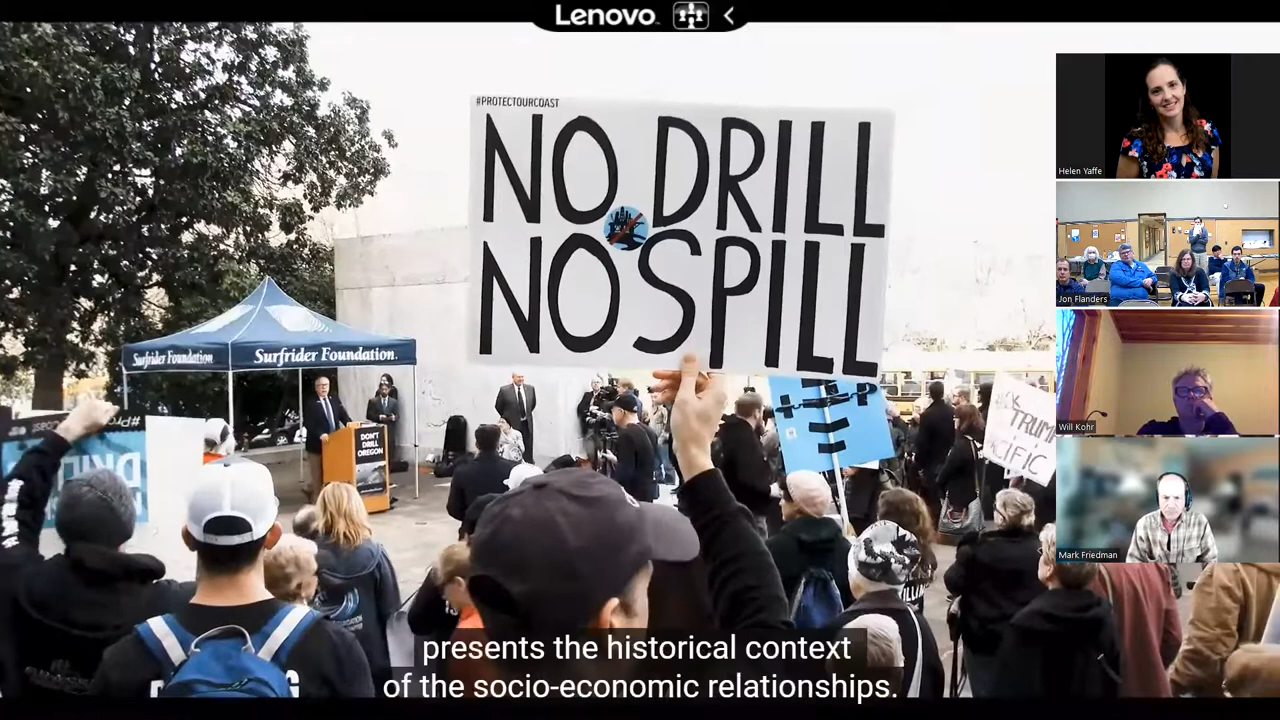 Lenovo
#PROTECTOURCOAST
NO DRILL
NO SPILL
Helen Yaffe
Jon Flanders
Will Kohr
Mark Friedman
Surfrider Foundation
Surfrider Foundation
DON'T
DRILL
OREGON
TRUMP
presents the historical context
of the socio-economic relationships.